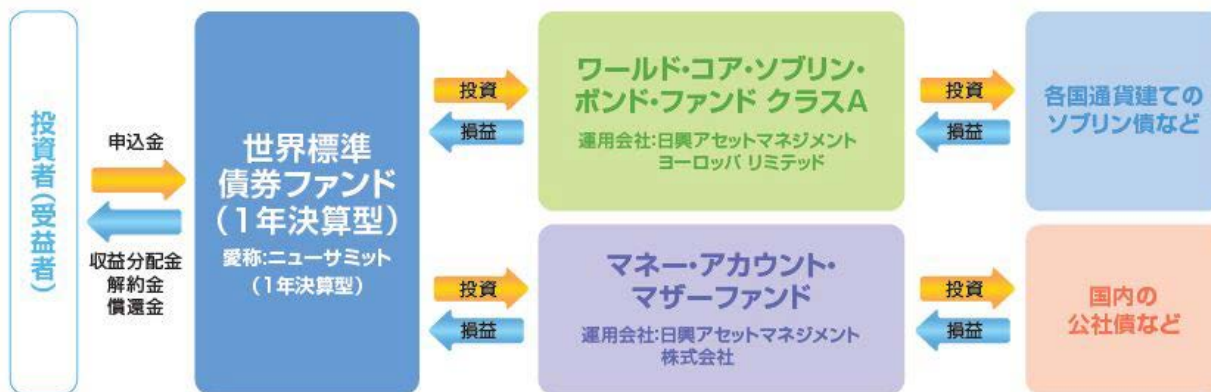 投資者(受益者)
申込金
収益分配金
解約金
償還金
世界標準
債券ファンド
(1年決算型)
愛称:ニューサミット
(1年決算型)
投資
損益
ワールド・コア・ソブリン・
ボンド・ファンド クラスA
運用会社:日興アセットマネジメント
ヨーロッパ リミテッド
投資
損益
各国通貨建ての
ソブリン債など
投資
損益
マネー・アカウント・
マザーファンド
運用会社:日興アセットマネジメント
株式会社
投資
損益
国内の
公社債など